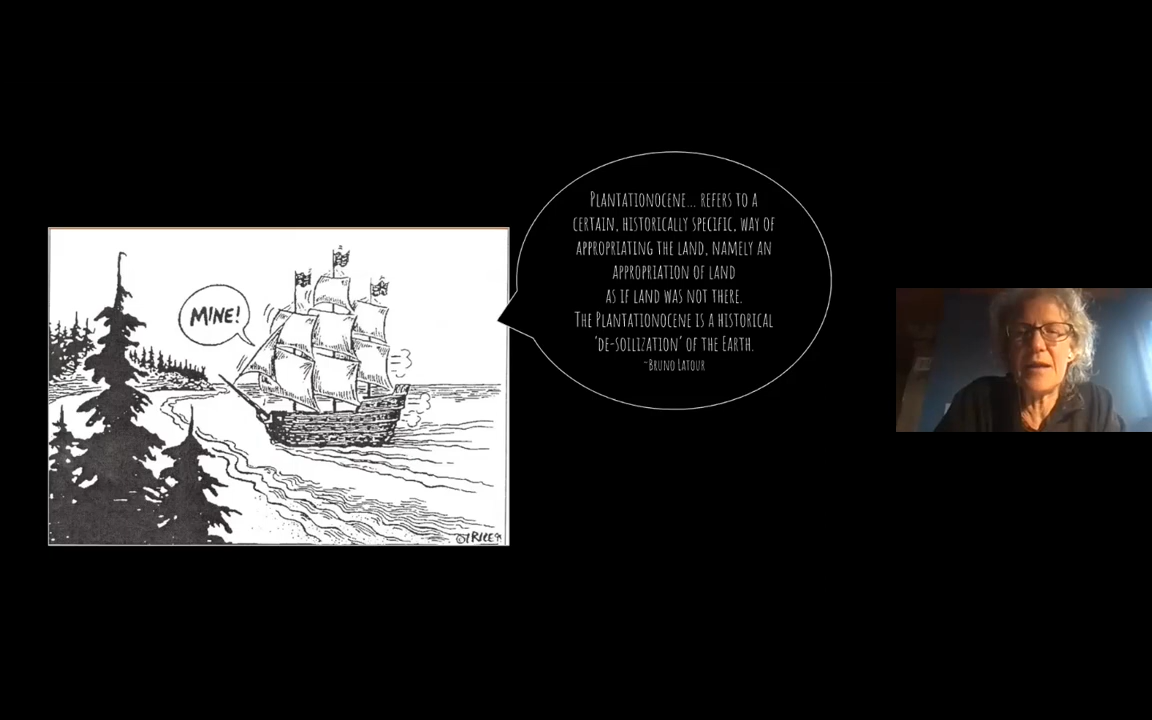 MINE!
PLANTATIONOCENE... REFERS TO A
CERTAIN, HISTORICALLY SPECIFIC, WAY OF
APPROPRIATING THE LAND, NAMELY AN
APPROPRIATION OF LAND
AS IF LAND WAS NOT THERE.
THE PLANTATIONOCENE IS A HISTORICAL
'DE-SOILIZATION' OF THE EARTH.
~BRUNO LATOUR